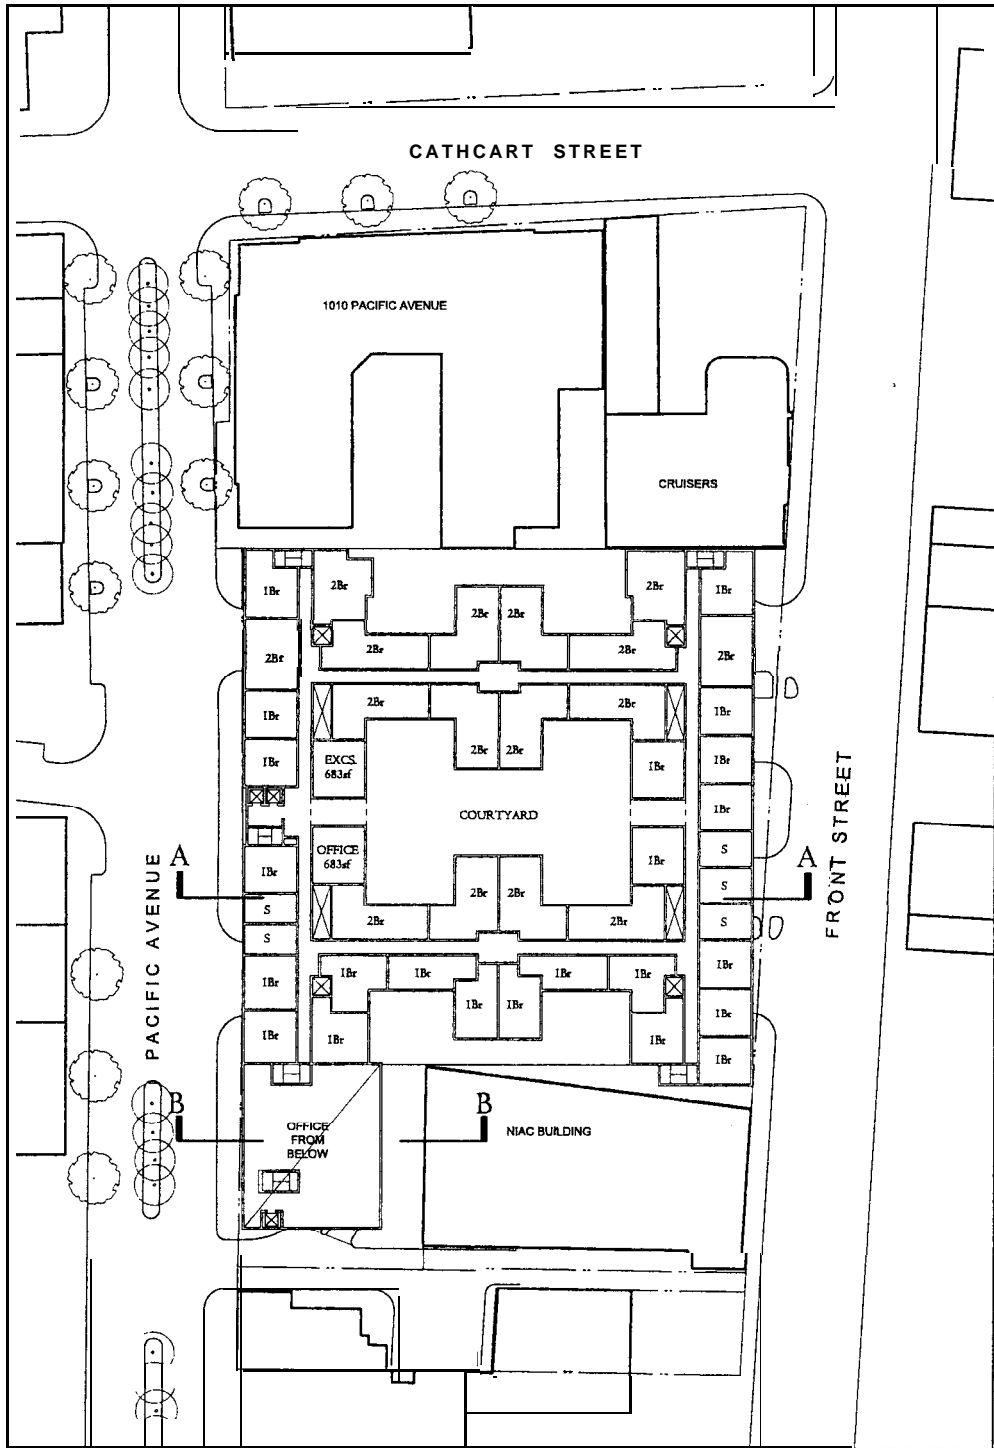 CATHCART STREET
1010 PACIFIC AVENUE
CRUISERS
1Br
2Br
2Br
1Br
2Br
2Br
2Br
2Br
2Br
2Br
2Br
1Br
2Br
2Br
1Br
1Br
2Br
2Br
1Br
EXCS.
683sf
1Br
1Br
COURTYARD
1Br
FRONT STREET
OFFICE
683sf
S
A
1Br
1Br
A
2Br
2Br
S
S
2Br
2Br
S
S
PACIFIC AVENUE
1Br
1Br
1Br
1Br
1Br
1Br
1Br
1Br
1Br
1Br
1Br
1Br
1Br
B
B
OFFICE
FROM
BELOW
NIAC BUILDING